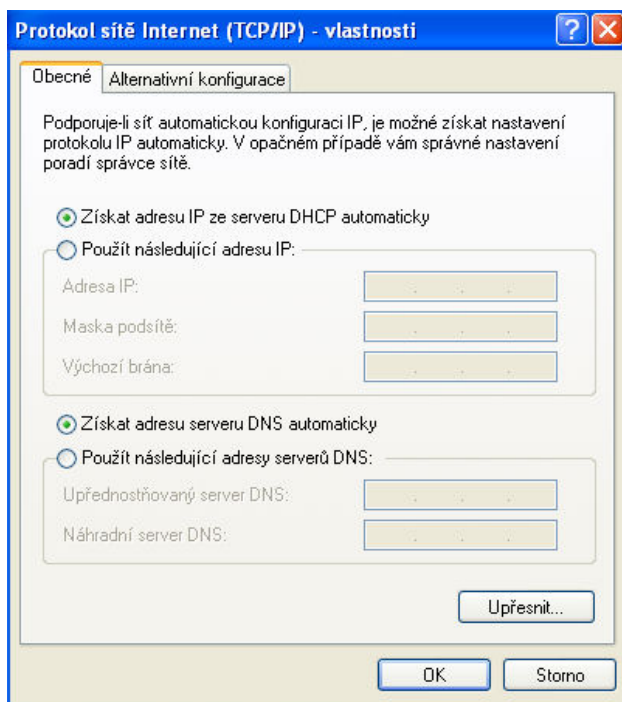 Protokol sítě Internet (TCP/IP) - vlastnosti
Obecné
Alternativní konfigurace
Podporuje-li síť automatickou konfiguraci IP, je možné získat nastavení
protokolu IP automaticky. V opačném případě vám správné nastavení
poradí správce sítě.
Získat adresu IP ze serveru DHCP automaticky
Použít následující adresu IP:
Adresa IP:
Maska podsítě:
Výchozí brána:
Získat adresu serveru DNS automaticky
Použít následující adresy serverů DNS:
Upřednostňovaný server DNS:
Náhradní server DNS:
Upřesnit...
OK
Storno